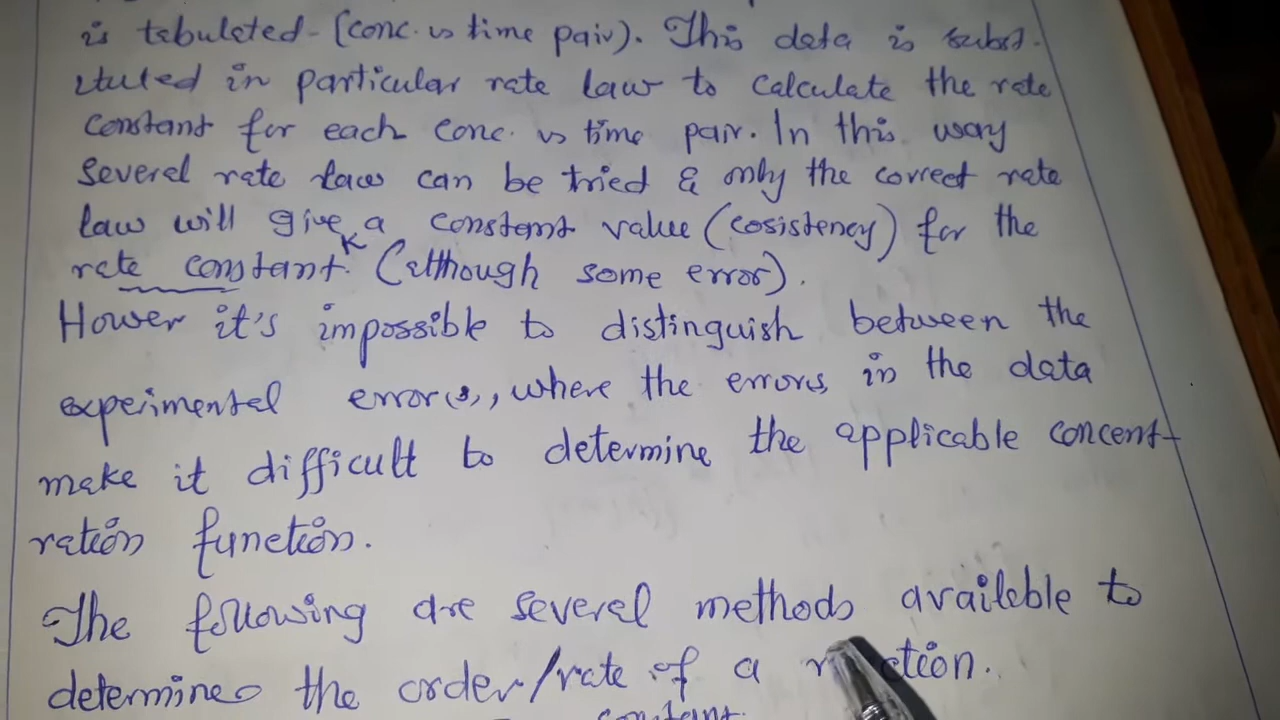 is tabulated - (conc. vs time pair). This data is subst-
ituted in particular rate law to calculate the rate
constant for each conc. vs time pair. In this way
several rate law can be tried & only the correct rate
law will give a constant value (cosistency) for the
rate constant K (although some error).
Hower it's impossible to distinguish between the
experimental error(s), where the errors in the data
make it difficult to determine the applicable concent-
ration function.
The following are several methods available to
determine the order/rate of a
constant.